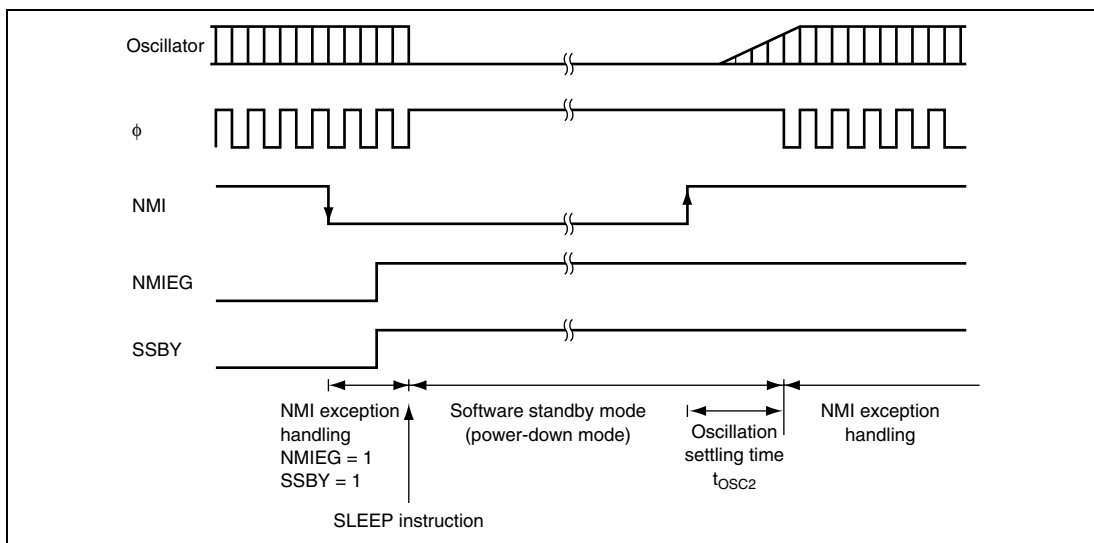 Oscillator
ϕ
NMI
NMIEG
SSBY
NMI exception
handling
NMIEG = 1
SSBY = 1
Software standby mode
(power-down mode)
Oscillation
settling time
tOSC2
NMI exception
handling
SLEEP instruction